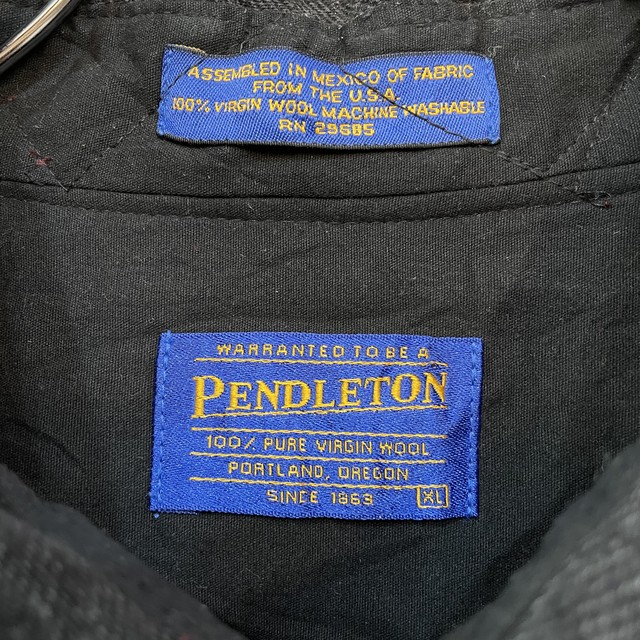 ASSEMBLED IN MEXICO OF FABRIC
FROM THE U.S.A.
100% VIRGIN WOOL MACHINE WASHABLE
RN 29685
WARRANTED TO BE A
PENDLETON
100% PURE VIRGIN WOOL
PORTLAND, OREGON
SINCE 1863 XL